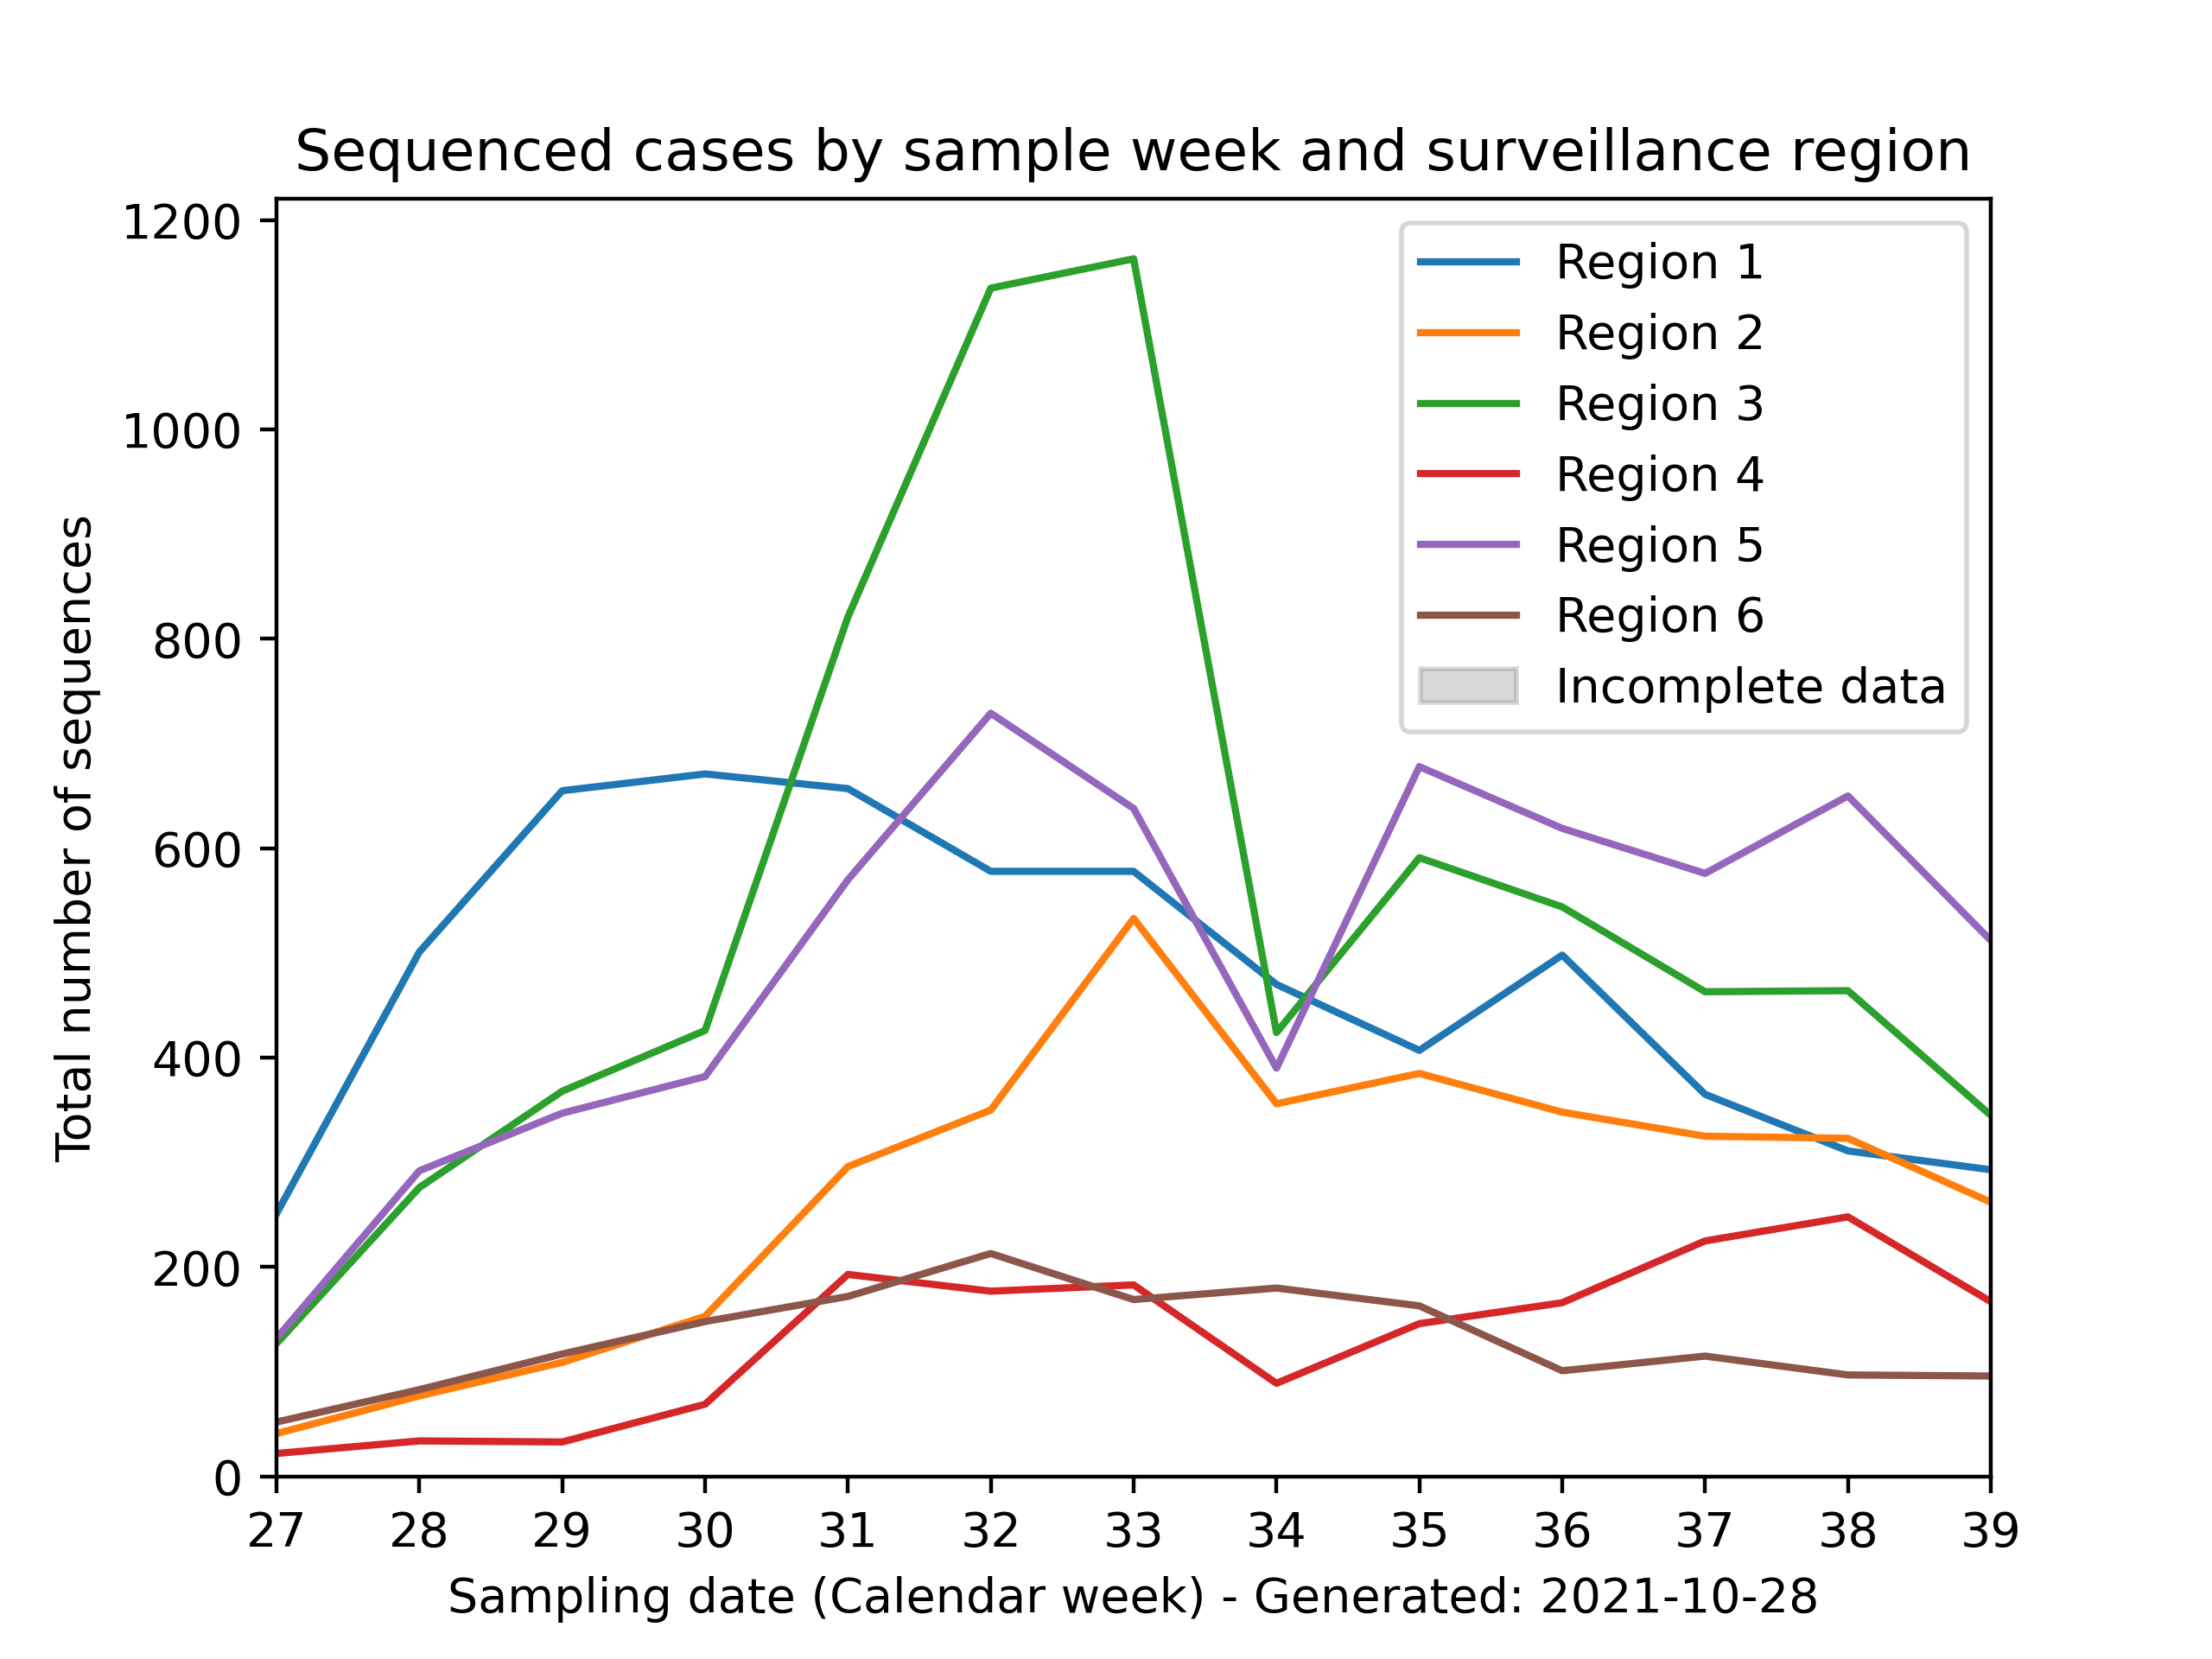 Sequenced cases by sample week and surveillance region
Total number of sequences
1200
1000
800
600
400
200
0
Region 1
Region 2
Region 3
Region 4
Region 5
Region 6
Incomplete data
27 28 29 30 31 32 33 34 35 36 37 38 39
Sampling date (Calendar week) - Generated: 2021-10-28